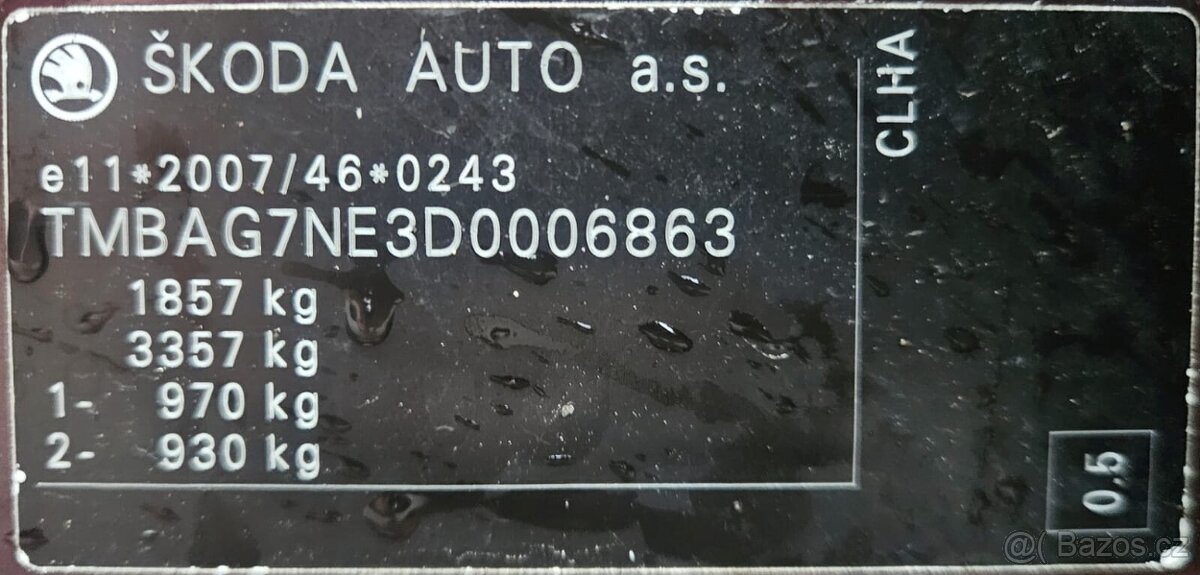 ŠKODA AUTO a.s.
e11*2007/46*0243
TMBAG7NE3D0006863
1857 kg
3357 kg
1- 970 kg
2- 930 kg
CLHA
0.5
@( Bazos.cz